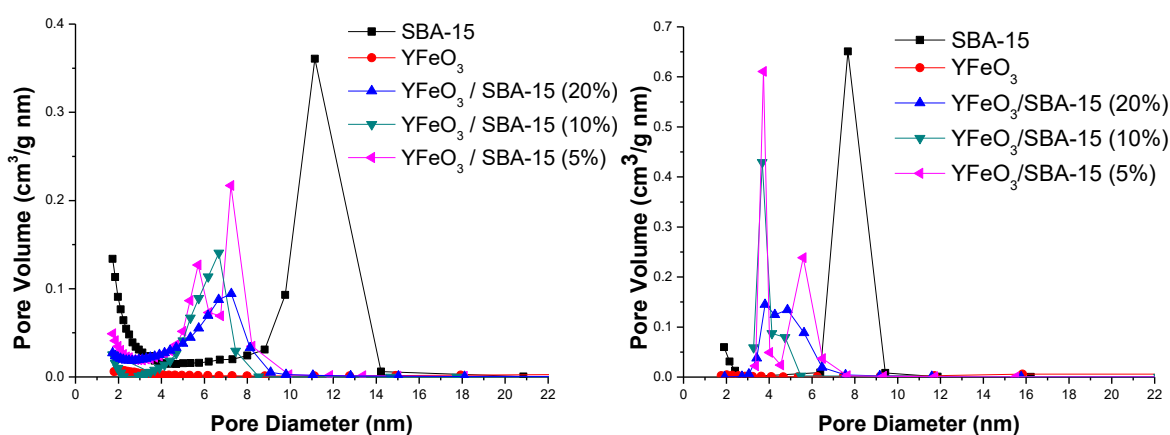 0.4
0.3
0.2
0.1
0.0
0 2 4 6 8 10 12 14 16 18 20 22
Pore Volume (cm³/g nm)
Pore Diameter (nm)
SBA-15
YFeO₃
YFeO₃ / SBA-15 (20%)
YFeO₃ / SBA-15 (10%)
YFeO₃ / SBA-15 (5%)
0.7
0.6
0.5
0.4
0.3
0.2
0.1
0.0
0 2 4 6 8 10 12 14 16 18 20 22
Pore Volume (cm³/g nm)
Pore Diameter (nm)
SBA-15
YFeO₃
YFeO₃/SBA-15 (20%)
YFeO₃/SBA-15 (10%)
YFeO₃/SBA-15 (5%)